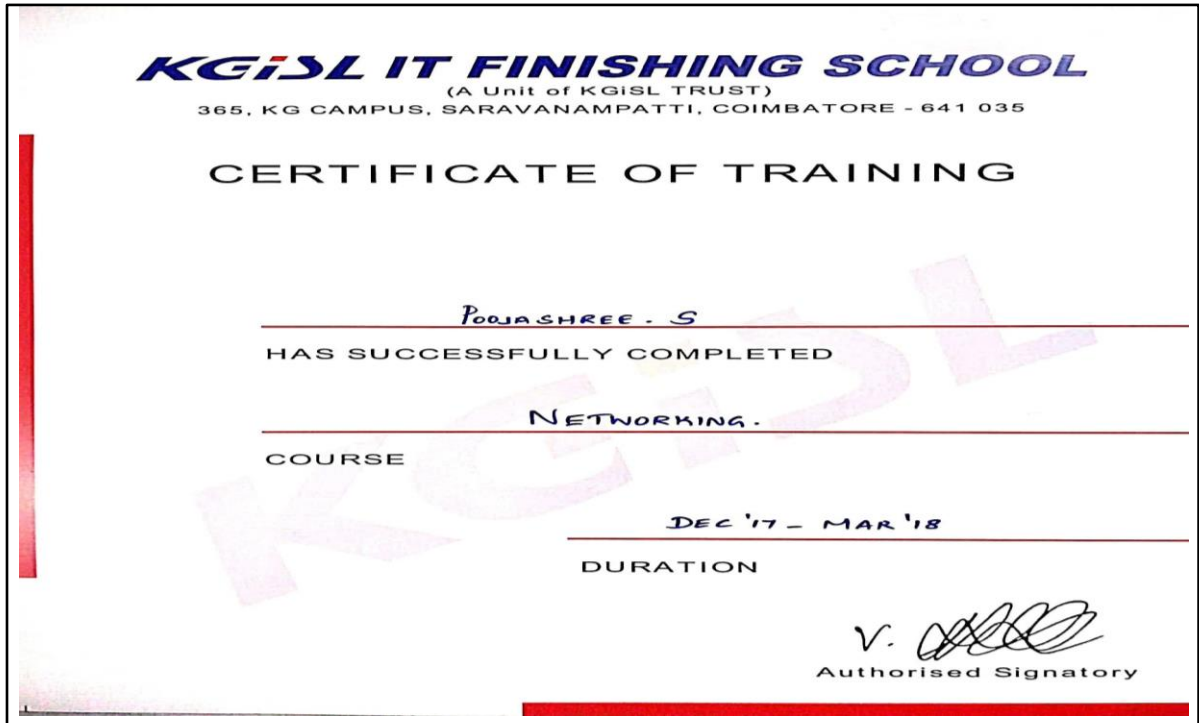 KGiSL IT FINISHING SCHOOL
(A Unit of KGiSL TRUST)
365, KG CAMPUS, SARAVANAMPATTI, COIMBATORE - 641 035
CERTIFICATE OF TRAINING
POOJASHREE. S
HAS SUCCESSFULLY COMPLETED
NETWORKING.
COURSE
DEC '17 - MAR '18
DURATION
V.
Authorised Signatory
KGiSL